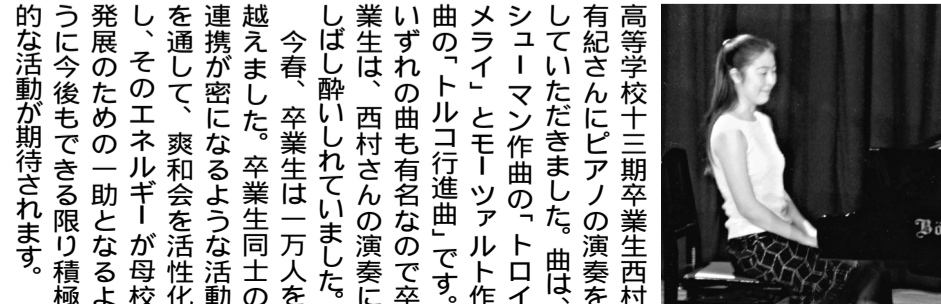 高等学校十三期卒業生西村
有紀さんにピアノの演奏を
していただきました。曲は、
シューマン作曲の「トロイ
メライ」とモーツァルト作
曲の「トルコ行進曲」です。
いずれの曲も有名なので卒
業生は、西村さんの演奏に
しばし酔いしれていました。
今春、卒業生は一万人を
越えました。卒業生同士の
連携が密になるような活動
を通して、爽和会を活性化
し、そのエネルギーが母校
発展のための一助となるよ
うに今後もできる限り積極
的な活動が期待されます。
Bö